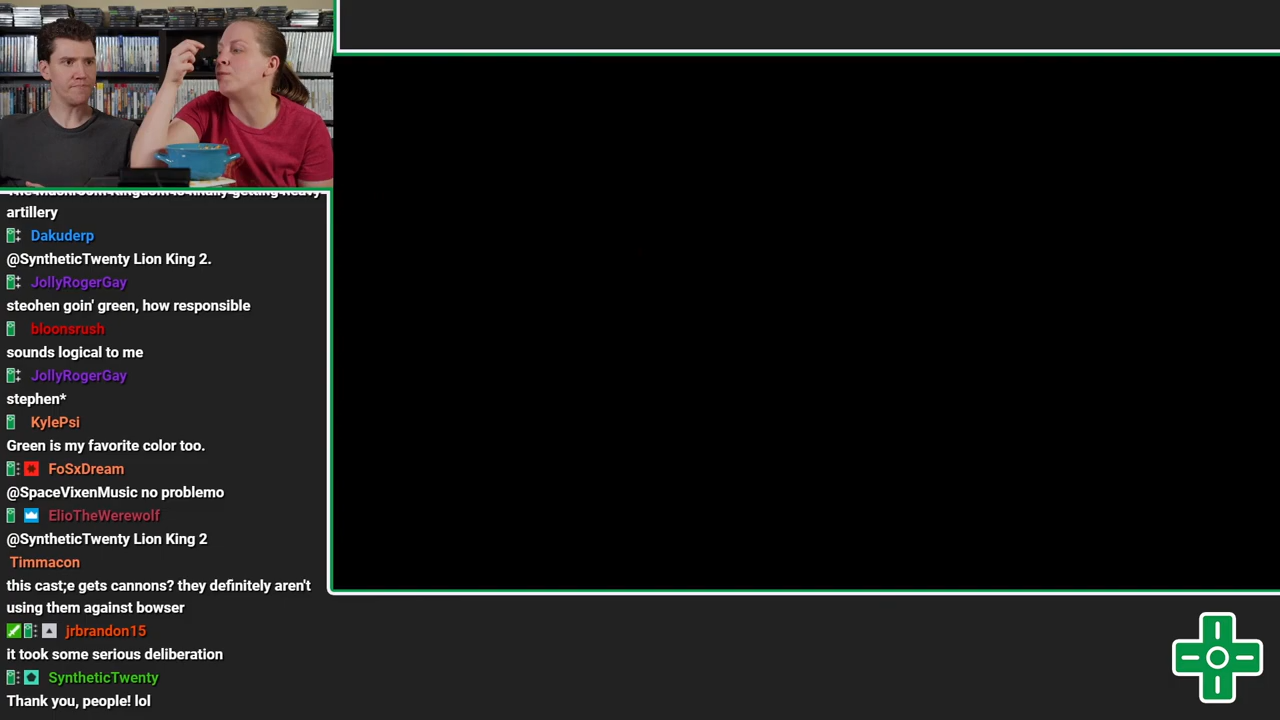 artillery
Dakuderp
@SyntheticTwenty Lion King 2.
JollyRogerGay
steohen goin' green, how responsible
bloonsrush
sounds logical to me
JollyRogerGay
stephen*
KylePsi
Green is my favorite color too.
FoSxDream
@SpaceVixenMusic no problemo
ElioTheWerewolf
@SyntheticTwenty Lion King 2
Timmacon
this cast;e gets cannons? they definitely aren't
using them against bowser
jrbrandon15
it took some serious deliberation
SyntheticTwenty
Thank you, people! lol